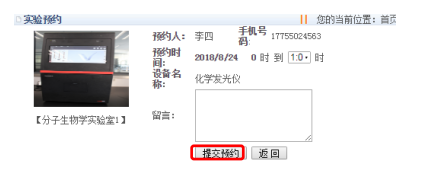 实验预约 您的当前位置：首页
预约人： 李四 手机号码： 17755024563
预约时间： 2018/8/24 0 时 到 1:0 时
设备名称： 化学发光仪
【分子生物学实验室1】 留言：
提交预约 返回